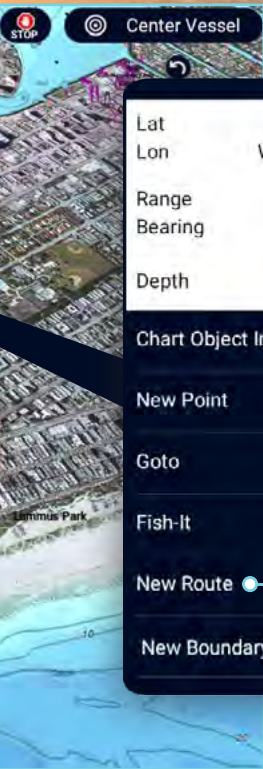 STOP
Center Vessel
Lat
Lon
Range
Bearing
Depth
Chart Object
New Point
Goto
Lummus Park
Fish-It
New Route
10
New Boundary